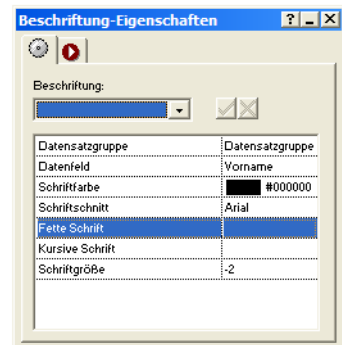 Beschriftung-Eigenschaften
Beschriftung:
Datensatzgruppe Datensatzgruppe
Datenfeld Vorname
Schriftfarbe #000000
Schriftschnitt Arial
Fette Schrift
Kursive Schrift
Schriftgröße -2